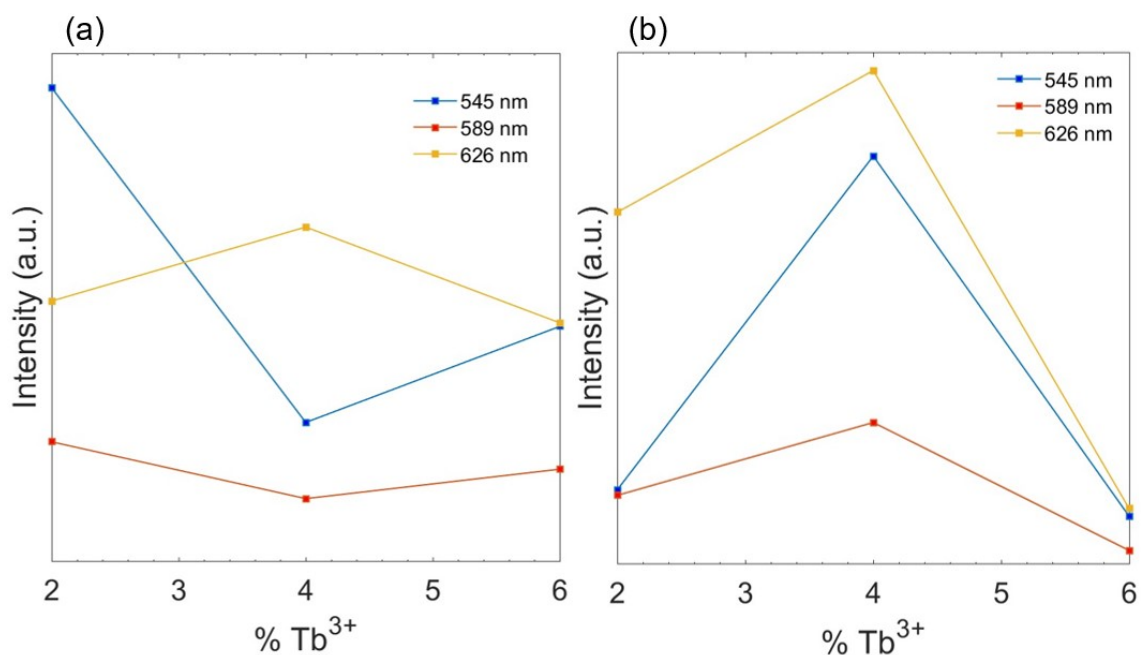 (a)
545 nm
589 nm
626 nm
Intensity (a.u.)
2 3 4 5 6
% Tb³⁺
(b)
545 nm
589 nm
626 nm
Intensity (a.u.)
2 3 4 5 6
% Tb³⁺